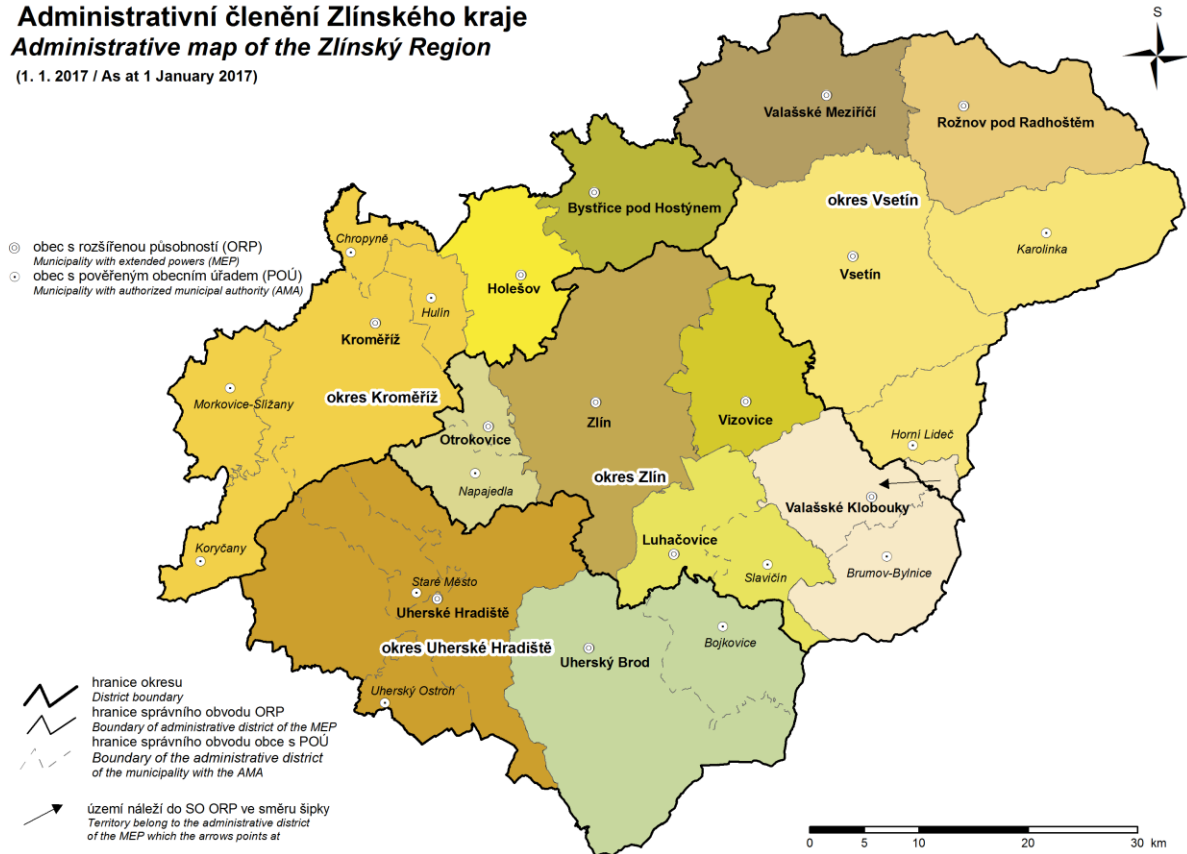 Administrativní členění Zlínského kraje
Administrative map of the Zlínský Region
(1. 1. 2017 / As at 1 January 2017)
S
Valašské Meziříčí
Rožnov pod Radhoštěm
Bystřice pod Hostýnem
okres Vsetín
Chropyně
obec s rozšířenou působností (ORP)
Municipality with extended powers (MEP)
obec s pověřeným obecním úřadem (POÚ)
Municipality with authorized municipal authority (AMA)
Karolinka
Vsetín
Holešov
Hulín
Kroměříž
Morkovice-Slížany
okres Kroměříž
Zlín
Vizovice
Otrokovice
Horní Lideč
okres Zlín
Napajedla
Valašské Klobouky
Luhačovice
Koryčany
Slavičín
Brumov-Bylnice
Staré Město
Uherské Hradiště
okres Uherské Hradiště
Bojkovice
Uherský Brod
Uherský Ostroh
hranice okresu
District boundary
hranice správního obvodu ORP
Boundary of administrative district of the MEP
hranice správního obvodu obce s POÚ
Boundary of the administrative district
of the municipality with the AMA
území náleží do SO ORP ve směru šipky
Territory belong to the administrative district
of the MEP which the arrows points at
0 5 10 20 30 km